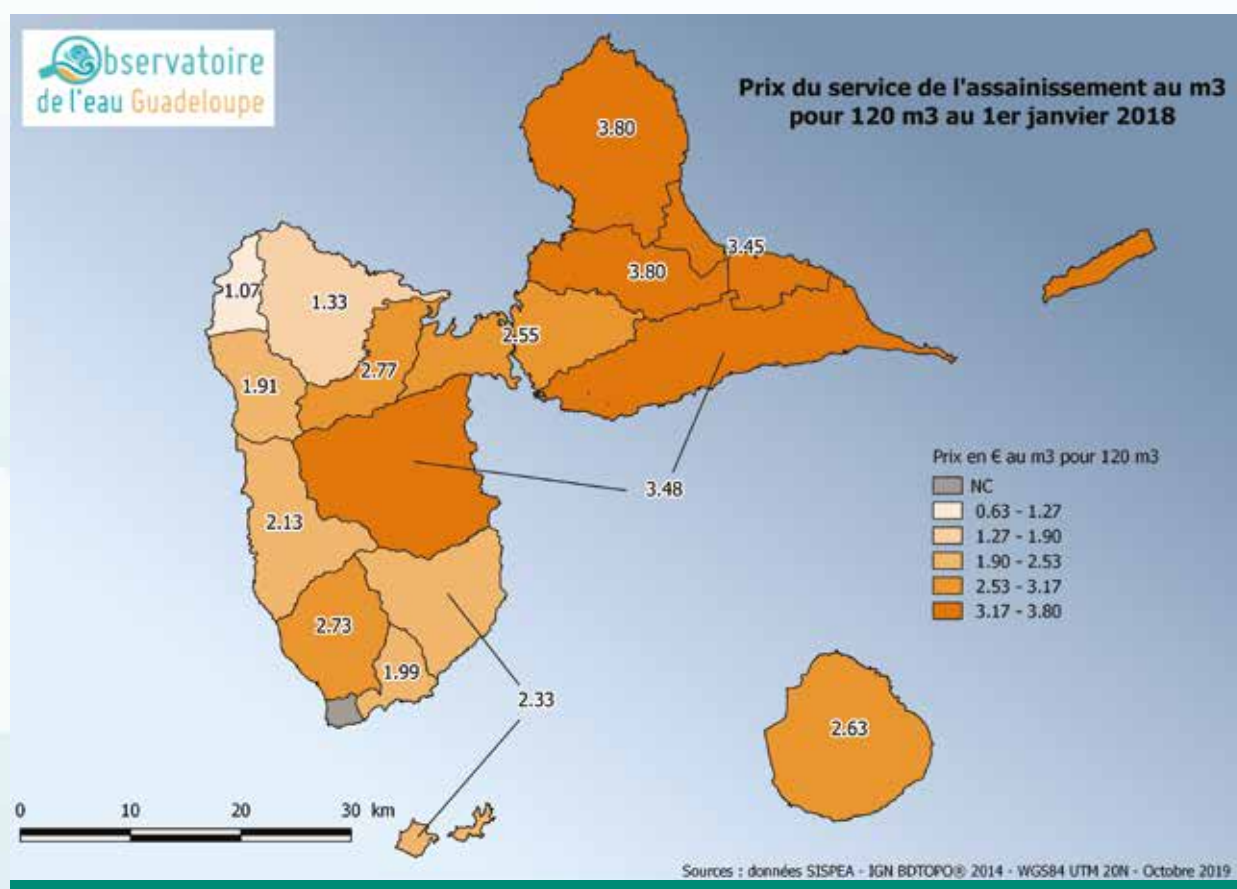 Observatoire
de l'eau Guadeloupe
Prix du service de l'assainissement au m3
pour 120 m3 au 1er janvier 2018
3.80
3.45
3.80
1.07
1.33
2.55
2.77
1.91
3.48
2.13
2.73
1.99
2.33
2.63
Prix en € au m3 pour 120 m3
NC
0.63 - 1.27
1.27 - 1.90
1.90 - 2.53
2.53 - 3.17
3.17 - 3.80
0 10 20 30 km
Sources : données SISPEA - IGN BDTOPO® 2014 - WGS84 UTM 20N - Octobre 2019